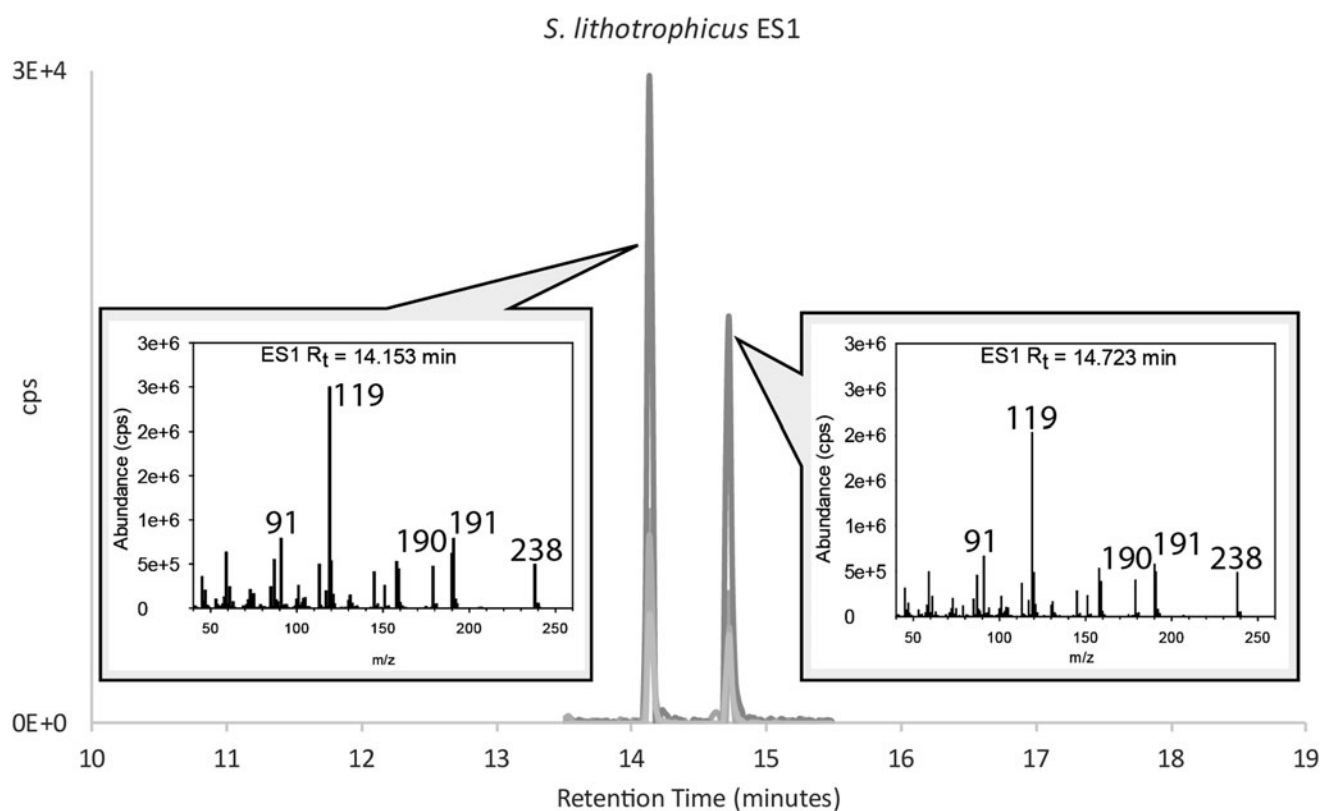 S. lithotrophicus ES1
3E+4
cps
0E+0
10 11 12 13 14 15 16 17 18 19
Retention Time (minutes)
ES1 Rt = 14.153 min
Abundance (cps)
3e+6
3e+6
2e+6
2e+6
1e+6
5e+5
0
119
91
190
191
238
50 100 150 200 250
m/z
ES1 Rt = 14.723 min
Abundance (cps)
3e+6
3e+6
2e+6
2e+6
1e+6
5e+5
0
119
91
190
191
238
50 100 150 200 250
m/z